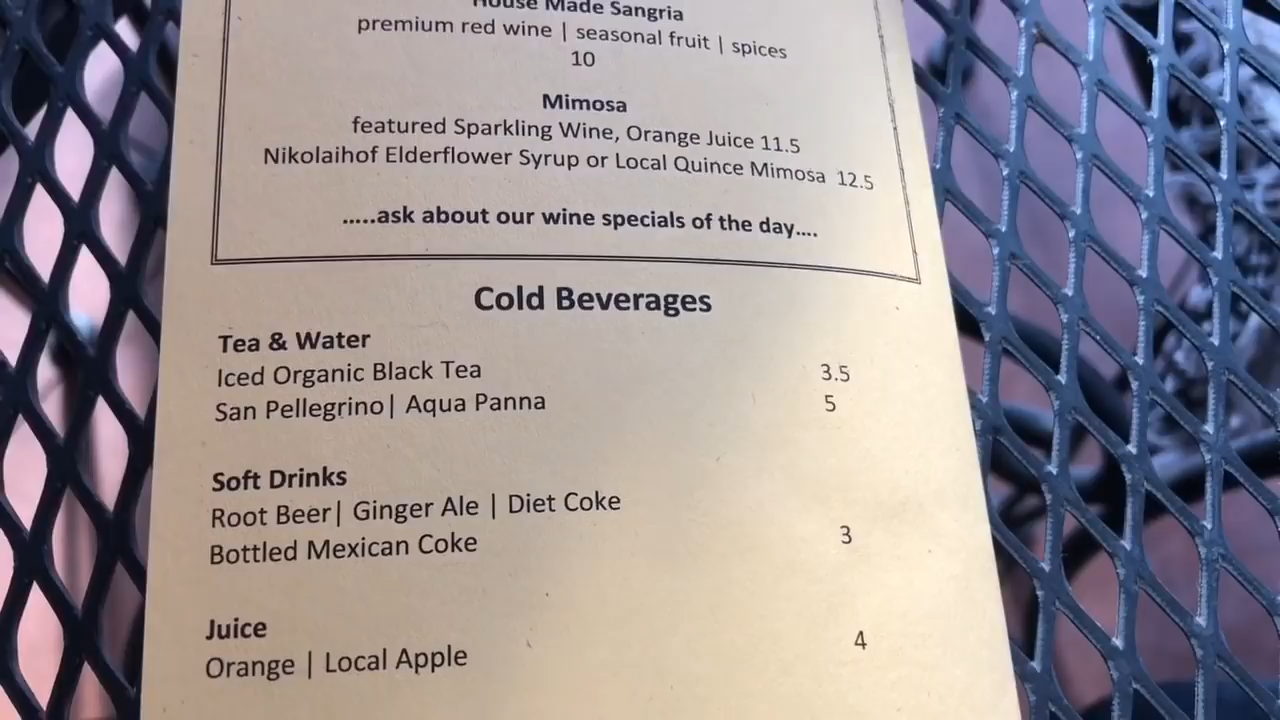 House Made Sangria
premium red wine | seasonal fruit | spices
10
Mimosa
featured Sparkling Wine, Orange Juice 11.5
Nikolaihof Elderflower Syrup or Local Quince Mimosa 12.5
.....ask about our wine specials of the day....
Cold Beverages
Tea & Water
Iced Organic Black Tea 3.5
San Pellegrino| Aqua Panna 5
Soft Drinks
Root Beer| Ginger Ale | Diet Coke
Bottled Mexican Coke 3
Juice
Orange | Local Apple 4